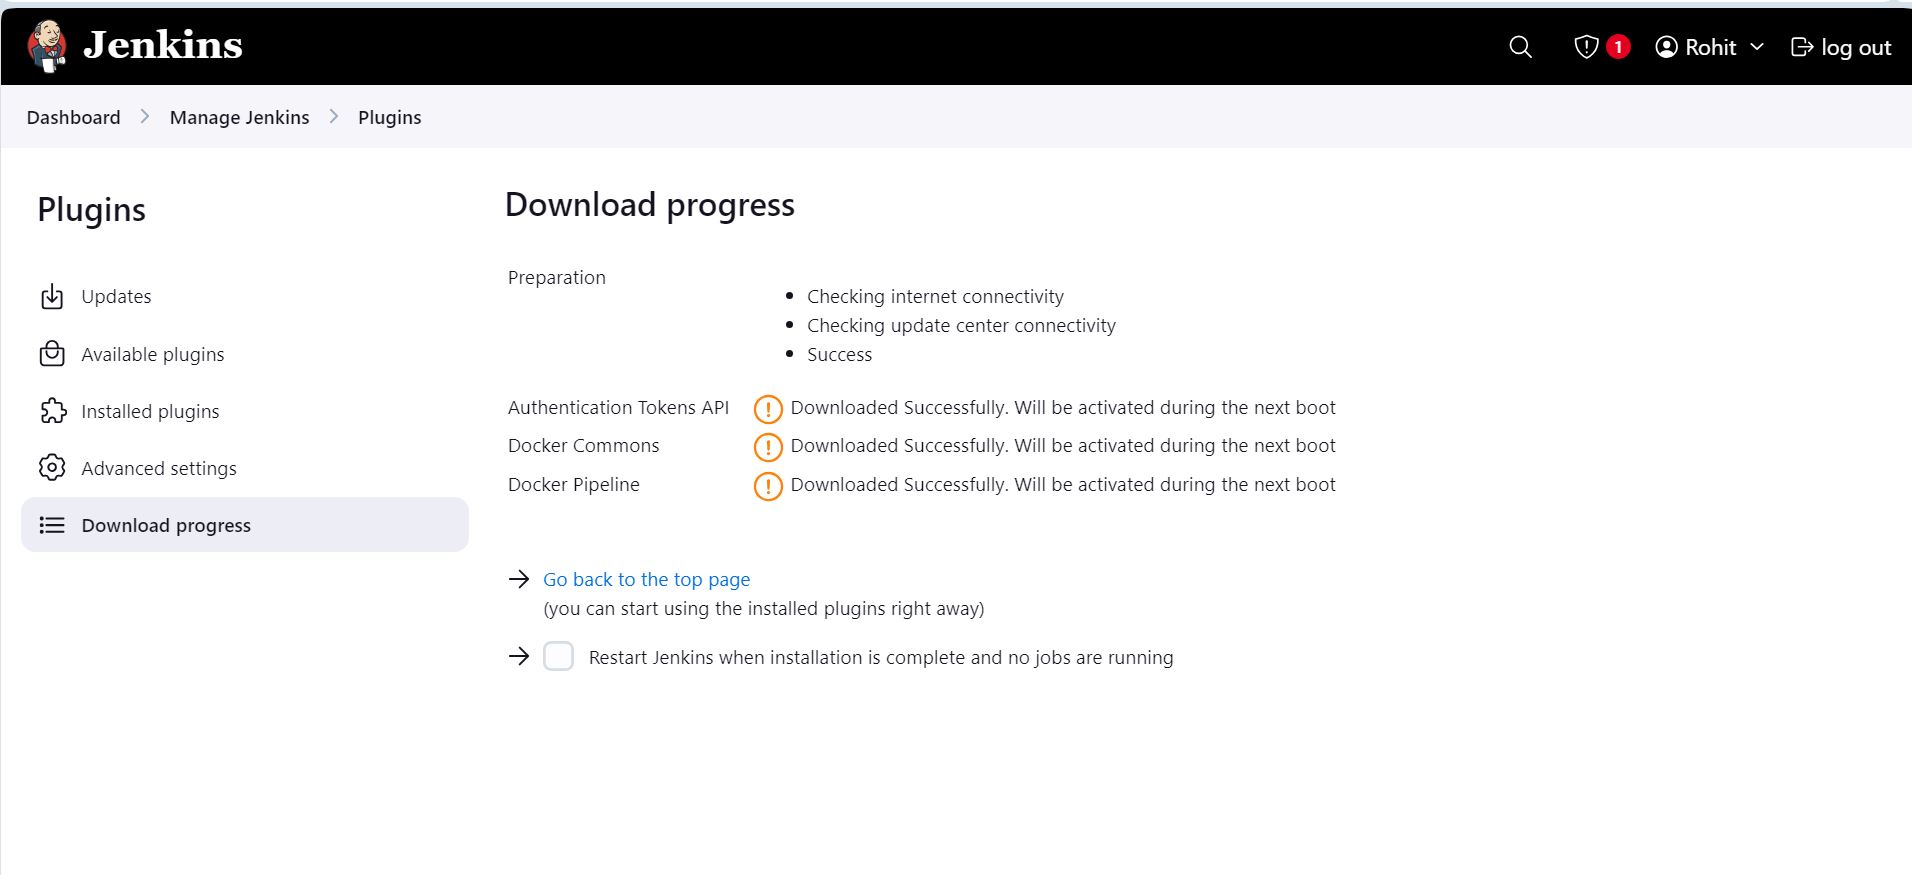 Jenkins
1
Rohit
log out
Dashboard
Manage Jenkins
Plugins
Plugins
Updates
Available plugins
Installed plugins
Advanced settings
Download progress
Download progress
Preparation
Checking internet connectivity
Checking update center connectivity
Success
Authentication Tokens API
Downloaded Successfully. Will be activated during the next boot
Docker Commons
Downloaded Successfully. Will be activated during the next boot
Docker Pipeline
Downloaded Successfully. Will be activated during the next boot
Go back to the top page
(you can start using the installed plugins right away)
Restart Jenkins when installation is complete and no jobs are running